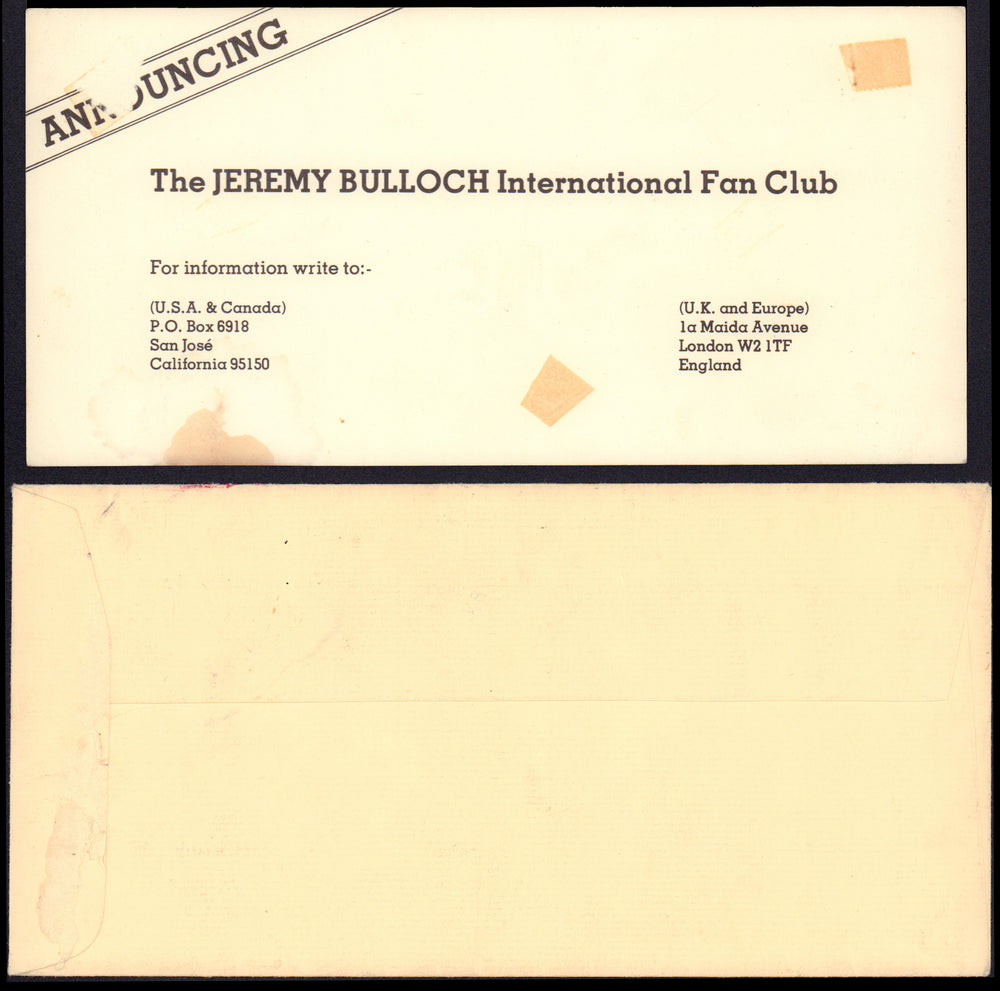 ANNOUNCING
The JEREMY BULLOCH International Fan Club
For information write to:-
(U.S.A. & Canada)
P.O. Box 6918
San José
California 95150
(U.K. and Europe)
1a Maida Avenue
London W2 1TF
England